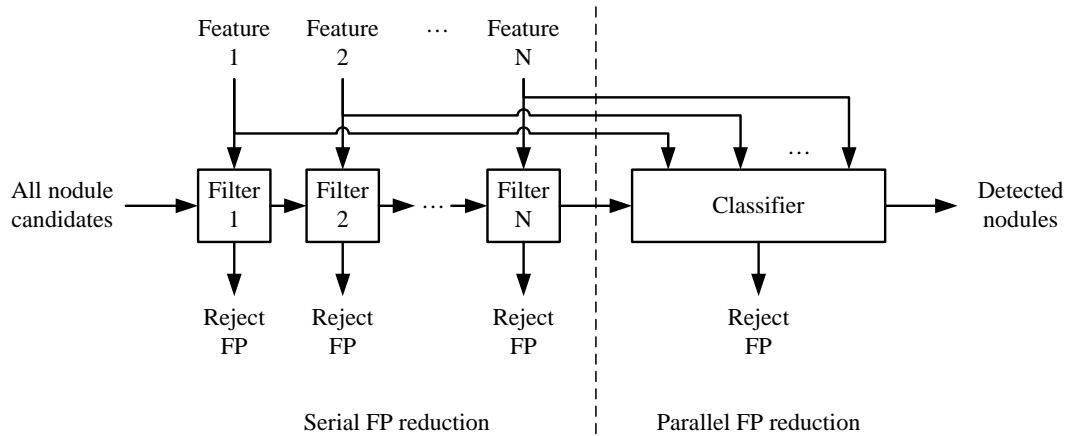 Feature
1
Feature
2
...
Feature
N
...
All nodule
candidates
Filter
1
Filter
2
...
Filter
N
Classifier
Detected
nodules
Reject
FP
Reject
FP
Reject
FP
Reject
FP
Serial FP reduction
Parallel FP reduction